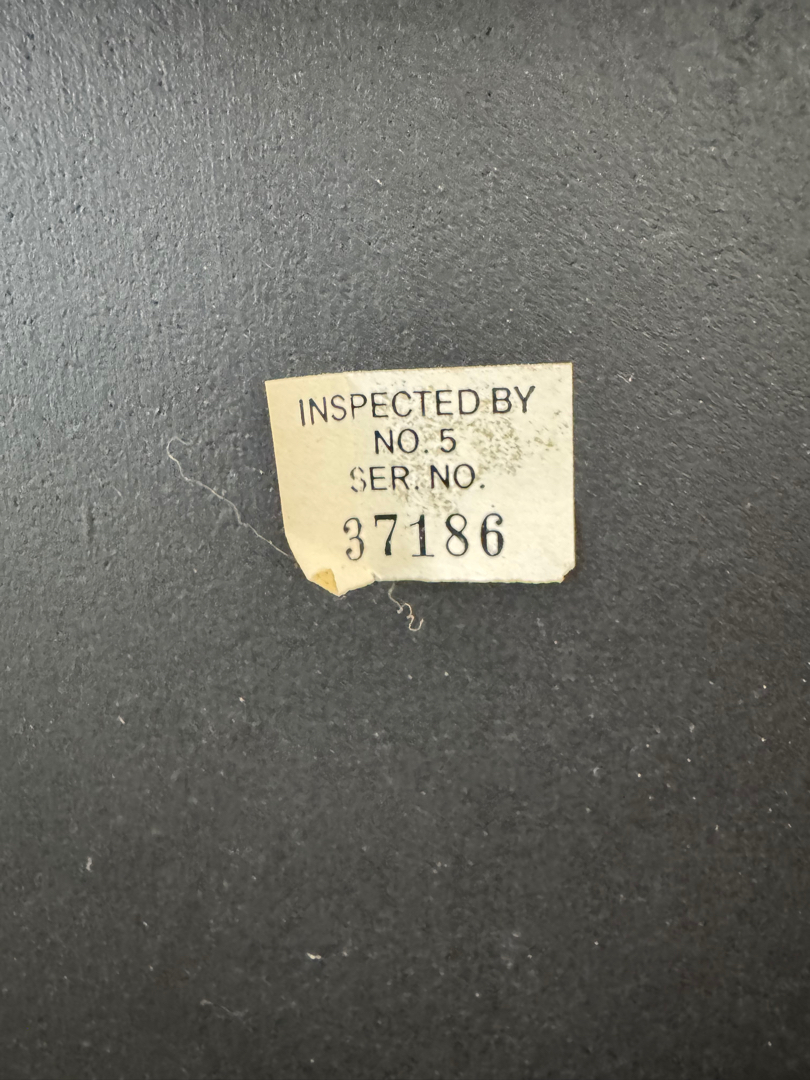 INSPECTED BY
NO. 5
SER. NO.
37186